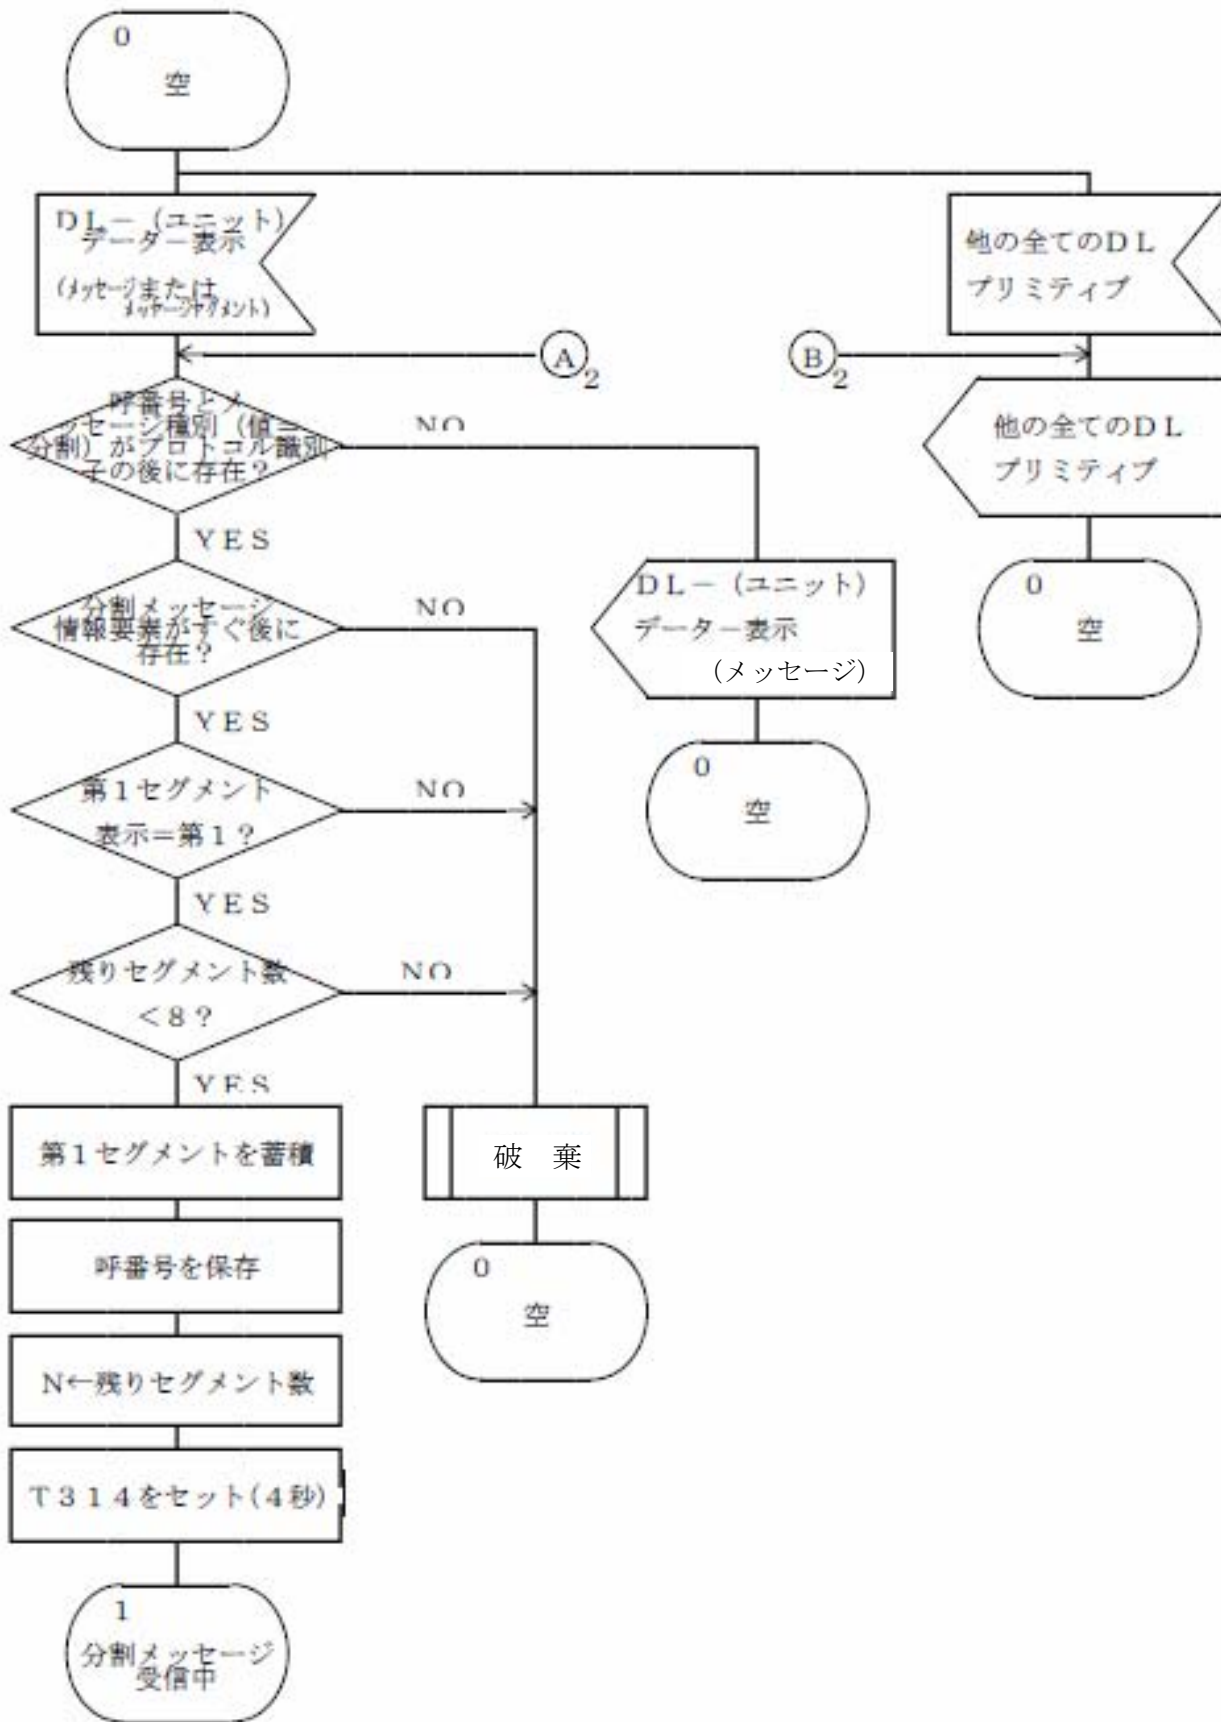 0
空
DL－（ユニット）
データ－表示
(メッセージまたは
メッセージセグメント)
他の全てのDL
プリミティブ
A
2
B
2
呼番号とメ
ッセージ種別（値＝
分割）がプロトコル識別
子の後に存在？
NO
他の全てのDL
プリミティブ
YES
DL－（ユニット）
データ－表示
（メッセージ）
0
空
分割メッセージ
情報要素がすぐ後に
存在？
NO
YES
0
空
第１セグメント
表示＝第１？
NO
YES
残りセグメント数
＜８？
NO
YES
第１セグメントを蓄積
破　棄
呼番号を保存
0
空
N←残りセグメント数
T３１４をセット(４秒)
1
分割メッセージ
受信中